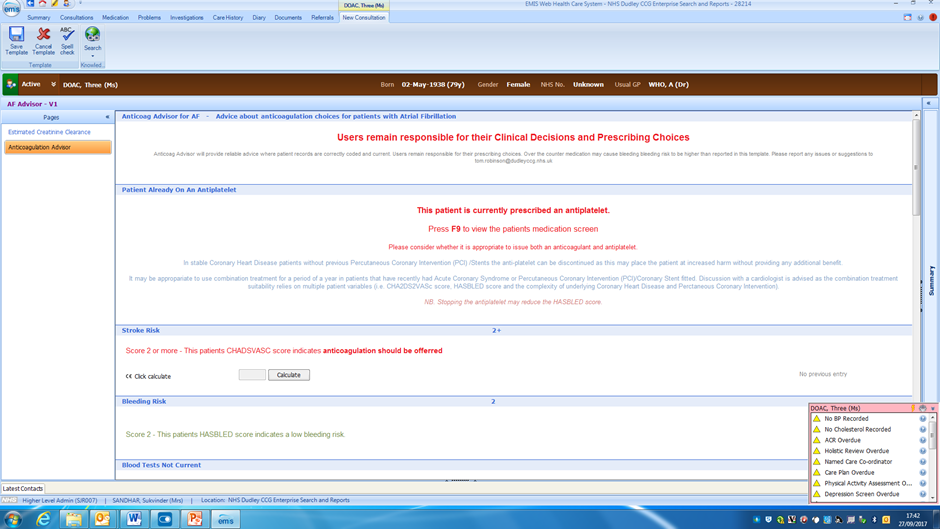 DOAC, Three (Ms)
EMIS Web Health Care System - NHS Dudley CCG Enterprise Search and Reports - 28214
emis
Summary Consultations Medication Problems Investigations Care History Diary Documents Referrals New Consultation
Save Template
Cancel Template
ABC
Spell check
Search
Template
Knowled...
Active DOAC, Three (Ms) Born 02-May-1938 (79y) Gender Female NHS No. Unknown Usual GP WHO, A (Dr)
AF Advisor - V1
Pages
Estimated Creatinine Clearance
Anticoagulation Advisor
Anticoag Advisor for AF - Advice about anticoagulation choices for patients with Atrial Fibrillation
Users remain responsible for their Clinical Decisions and Prescribing Choices
Anticoag Advisor will provide reliable advice where patient records are correctly coded and current. Users remain responsible for their prescribing choices. Over the counter medication may cause bleeding bleeding risk to be higher than reported in this template. Please report any issues or suggestions to
tom.robinson@dudleyccg.nhs.uk
Patient Already On An Antiplatelet
This patient is currently prescribed an antiplatelet.
Press F9 to view the patients medication screen
Please consider whether it is appropriate to issue both an anticoagulant and antiplatelet
In stable Coronary Heart Disease patients without previous Percutaneous Coronary Intervention (PCI) /Stents the anti-platelet can be discontinued as this may place the patient at increased harm without providing any additional benefit.
It may be appropriate to use combination treatment for a period of a year in patients that have recently had Acute Coronary Syndrome or Percutaneous Coronary Intervention (PCI)/Coronary Stent fitted. Discussion with a cardiologist is advised as the combination treatment
suitability relies on multiple patient variables (i.e. CHA2DS2VASc score, HASBLED score and the complexity of underlying Coronary Heart Disease and Perctaneous Coronary Intervention)
NB. Stopping the antiplatelet may reduce the HASBLED score
Stroke Risk 2+
Score 2 or more - This patients CHADSVASC score indicates anticoagulation should be offerred
<< Click calculate Calculate No previous entry
Bleeding Risk 2
Score 2 - This patients HASBLED score indicates a low bleeding risk.
Blood Tests Not Current
Summary
DOAC, Three (Ms)
No BP Recorded
No Cholesterol Recorded
ACR Overdue
Holistic Review Overdue
Named Care Co-ordinator
Care Plan Overdue
Physical Activity Assessment O...
Depression Screen Overdue
Latest Contacts
NHS Higher Level Admin (S/R007) SANDHAR, Sukvinder (Mrs) Location: NHS Dudley CCG Enterprise Search and Reports
emis
17:42
27/09/2017